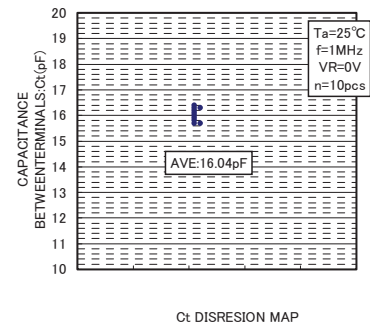 20
19
18
17
16
15
14
13
12
11
10
CAPACITANCE
BETWEENTERMINALS:Ct(pF)
Ta=25℃
f=1MHz
VR=0V
n=10pcs
AVE:16.04pF
Ct DISRESION MAP